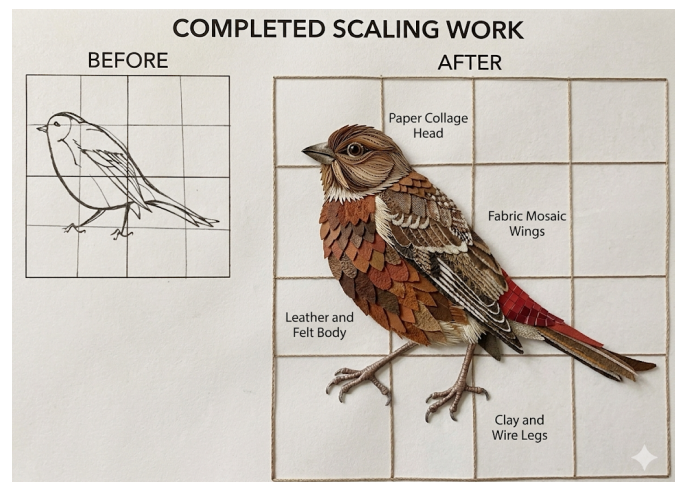 COMPLETED SCALING WORK
BEFORE
AFTER
Paper Collage
Head
Fabric Mosaic
Wings
Leather and
Felt Body
Clay and
Wire Legs